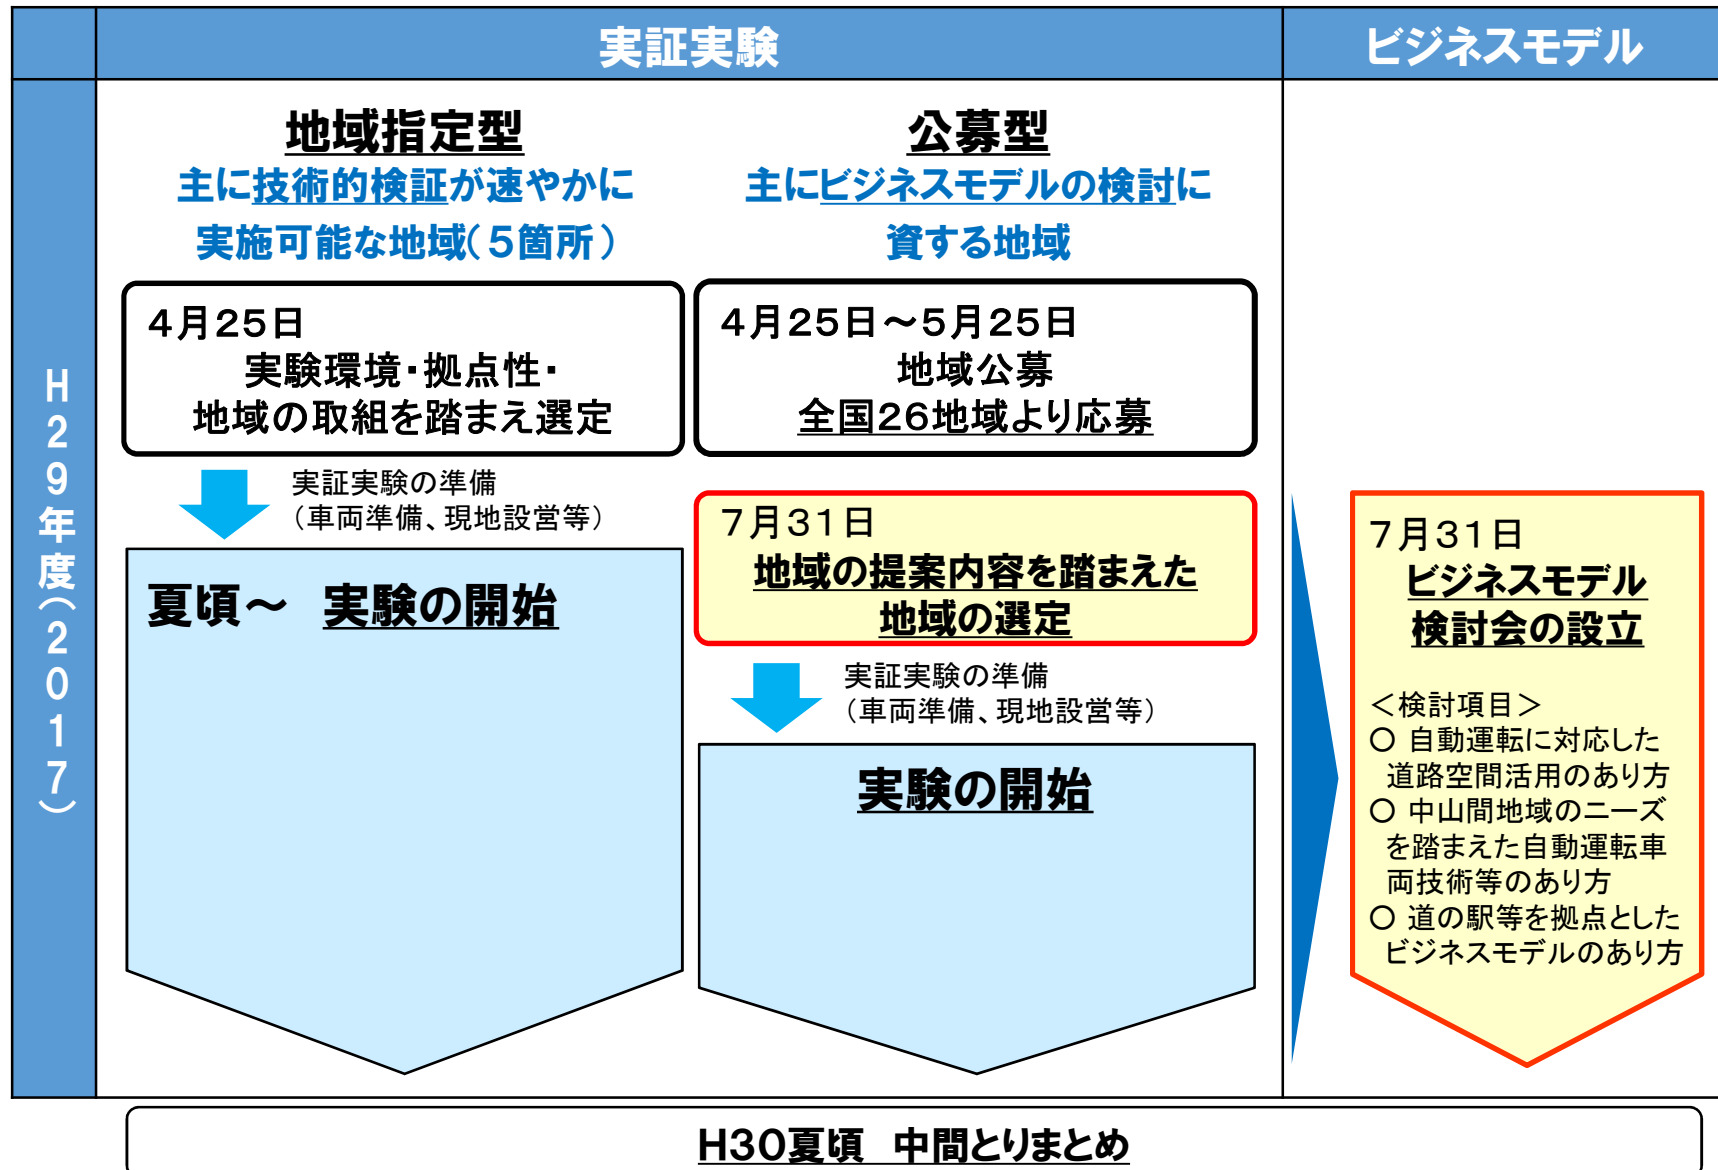 実証実験
ビジネスモデル
H29年度(2017)
地域指定型
主に技術的検証が速やかに
実施可能な地域(5箇所)
4月25日
実験環境・拠点性・
地域の取組を踏まえ選定
実証実験の準備
(車両準備、現地設営等)
夏頃～ 実験の開始
公募型
主にビジネスモデルの検討に
資する地域
4月25日～5月25日
地域公募
全国26地域より応募
7月31日
地域の提案内容を踏まえた
地域の選定
実証実験の準備
(車両準備、現地設営等)
実験の開始
7月31日
ビジネスモデル
検討会の設立
＜検討項目＞
○ 自動運転に対応した
道路空間活用のあり方
○ 中山間地域のニーズ
を踏まえた自動運転車
両技術等のあり方
○ 道の駅等を拠点とした
ビジネスモデルのあり方
H30夏頃 中間とりまとめ